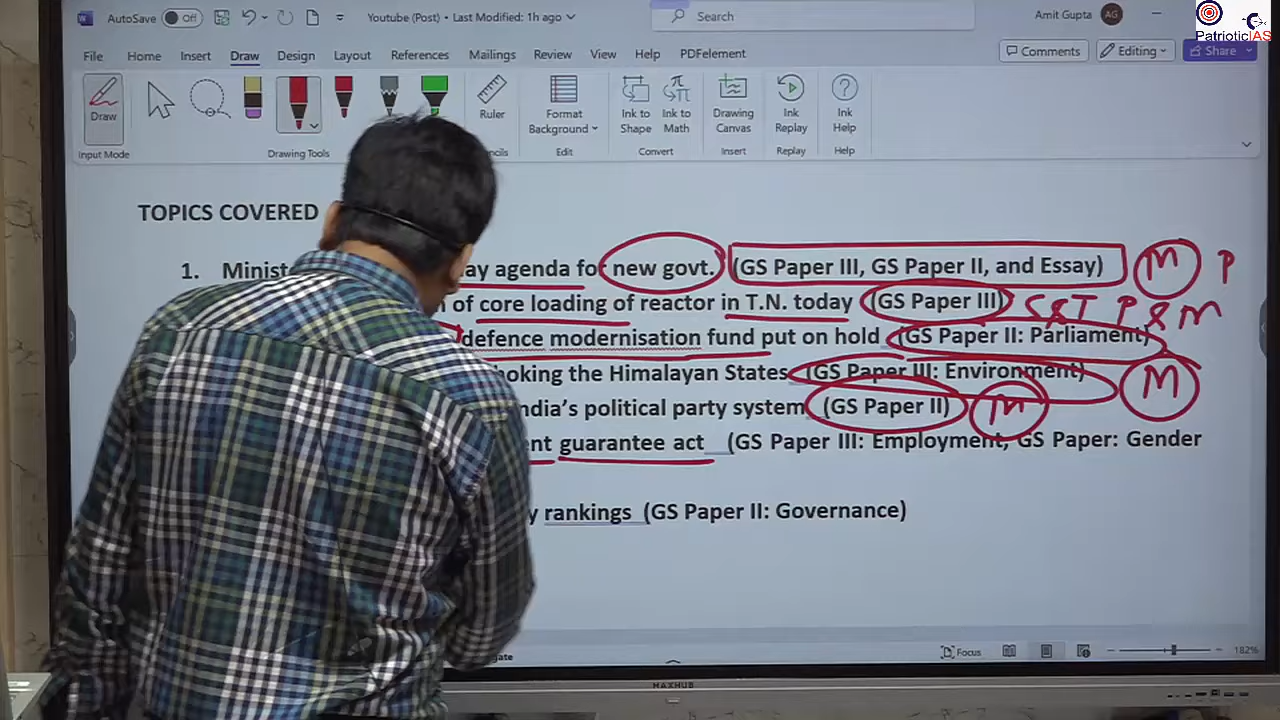 AutoSave Off Youtube (Post) • Last Modified: 1h ago Search Amit Gupta AG
PatrioticIAS
File Home Insert Draw Design Layout References Mailings Review View Help PDFelement Comments Editing Share
Draw Ruler Format Background Ink to Shape Ink to Math Drawing Canvas Ink Replay Ink Help
Input Mode Drawing Tools Edit Convert Insert Replay Help
TOPICS COVERED
1. agenda for new govt. (GS Paper III, GS Paper II, and Essay) M P
of core loading of reactor in T.N. today (GS Paper III) S&T P & M
defence modernisation fund put on hold (GS Paper II: Parliament)
the Himalayan States (GS Paper III: Environment) M
India's political party system (GS Paper II) M
guarantee act (GS Paper III: Employment, GS Paper: Gender
rankings (GS Paper II: Governance)
Focus 182%
MAXHUB